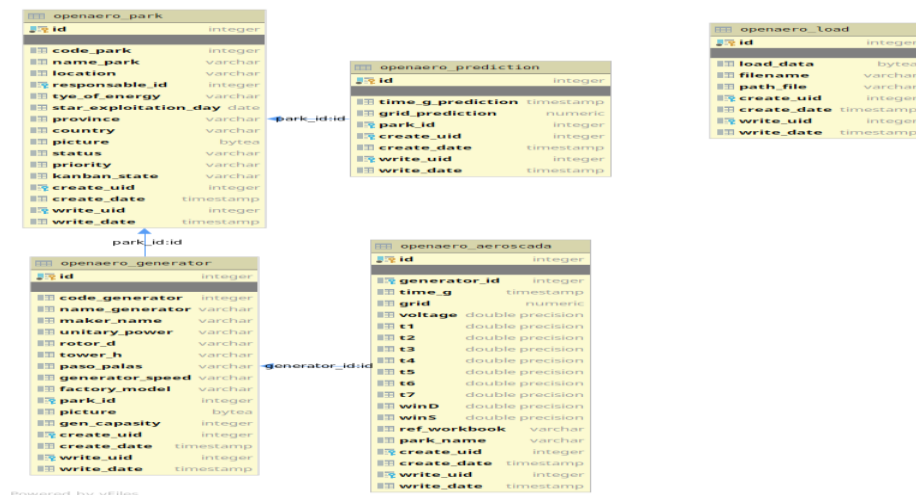 openaero_park
id integer
code_park integer
name_park varchar
location varchar
responsable_id integer
tye_of_energy varchar
star_exploitation_day date
province varchar
country varchar
picture bytea
status varchar
priority varchar
kanban_state varchar
create_uid integer
create_date timestamp
write_uid integer
write_date timestamp
park_id:id
openaero_prediction
id integer
time_g_prediction timestamp
grid_prediction numeric
park_id integer
create_uid integer
create_date timestamp
write_uid integer
write_date timestamp
openaero_load
id integer
load_data bytea
filename varchar
path_file varchar
create_uid integer
create_date timestamp
write_uid integer
write_date timestamp
park_id:id
openaero_generator
id integer
code_generator integer
name_generator varchar
maker_name varchar
unitary_power varchar
rotor_d varchar
tower_h varchar
paso_palas varchar
generator_speed varchar
factory_model varchar
park_id integer
picture bytea
gen_capasity integer
create_uid integer
create_date timestamp
write_uid integer
write_date timestamp
generator_id:id
openaero_aeroscada
id integer
generator_id integer
time_g timestamp
grid numeric
voltage double precision
t1 double precision
t2 double precision
t3 double precision
t4 double precision
t5 double precision
t6 double precision
t7 double precision
winD double precision
winS double precision
ref_workbook varchar
park_name varchar
create_uid integer
create_date timestamp
write_uid integer
write_date timestamp
Powered by yFiles